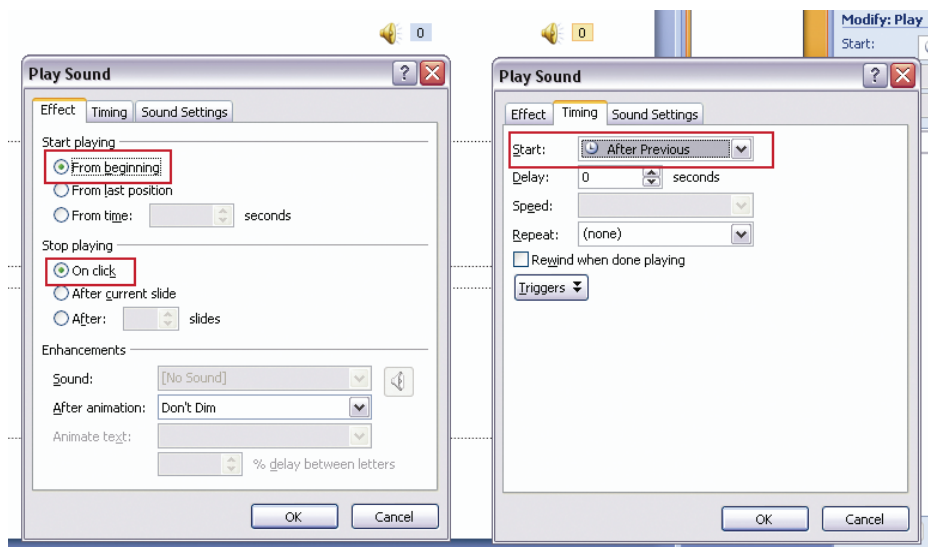 0
0
Modify: Play
Start:
Play Sound
Effect
Timing
Sound Settings
Start playing
From beginning
From last position
From time:
seconds
Stop playing
On click
After current slide
After:
slides
Enhancements
Sound:
[No Sound]
After animation:
Don't Dim
Animate text:
% delay between letters
OK
Cancel
Play Sound
Effect
Timing
Sound Settings
Start:
After Previous
Delay:
0
seconds
Speed:
Repeat:
(none)
Rewind when done playing
Triggers
OK
Cancel